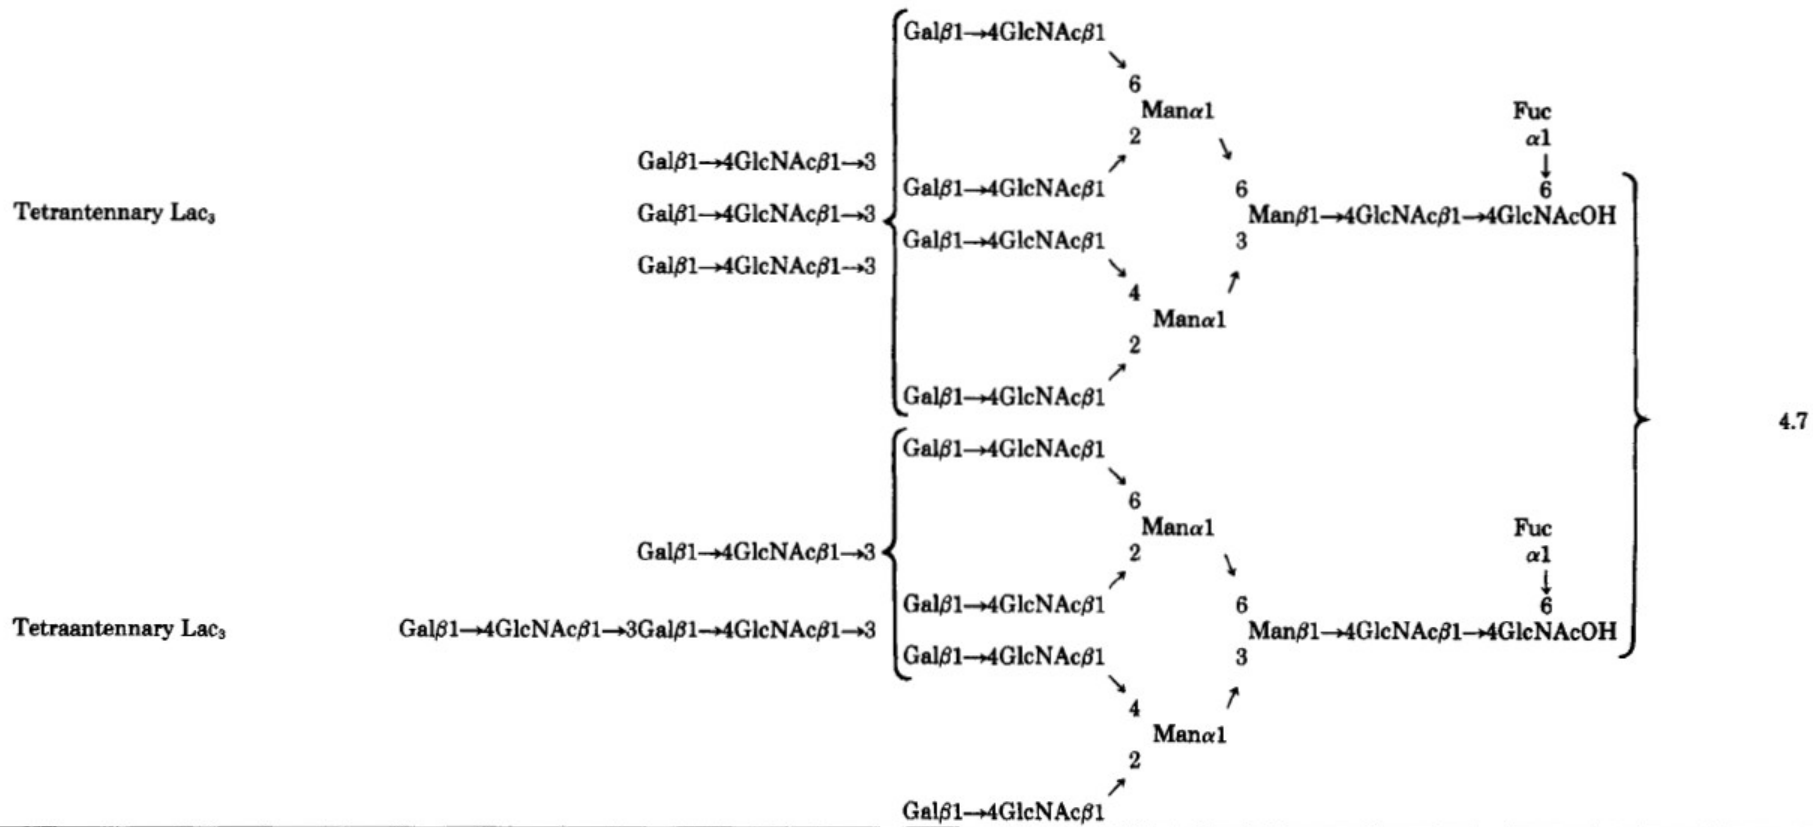 Galβ1→4GlcNAcβ1
↘
6
Manα1 Fuc
2 α1
Galβ1→4GlcNAcβ1→3 ↗ ↘ ↓
Galβ1→4GlcNAcβ1 6 6
Tetrantennary Lac₃ Galβ1→4GlcNAcβ1→3 Manβ1→4GlcNAcβ1→4GlcNAcOH
Galβ1→4GlcNAcβ1 3
Galβ1→4GlcNAcβ1→3 ↘ ↗
4
Manα1
2
↗
Galβ1→4GlcNAcβ1
4.7
Galβ1→4GlcNAcβ1
↘
6
Manα1 Fuc
Galβ1→4GlcNAcβ1→3 2 α1
↗ ↘ ↓
Galβ1→4GlcNAcβ1 6 6
Tetraantennary Lac₃ Galβ1→4GlcNAcβ1→3Galβ1→4GlcNAcβ1→3 Manβ1→4GlcNAcβ1→4GlcNAcOH
Galβ1→4GlcNAcβ1 3
↘ ↗
4
Manα1
2
↗
Galβ1→4GlcNAcβ1